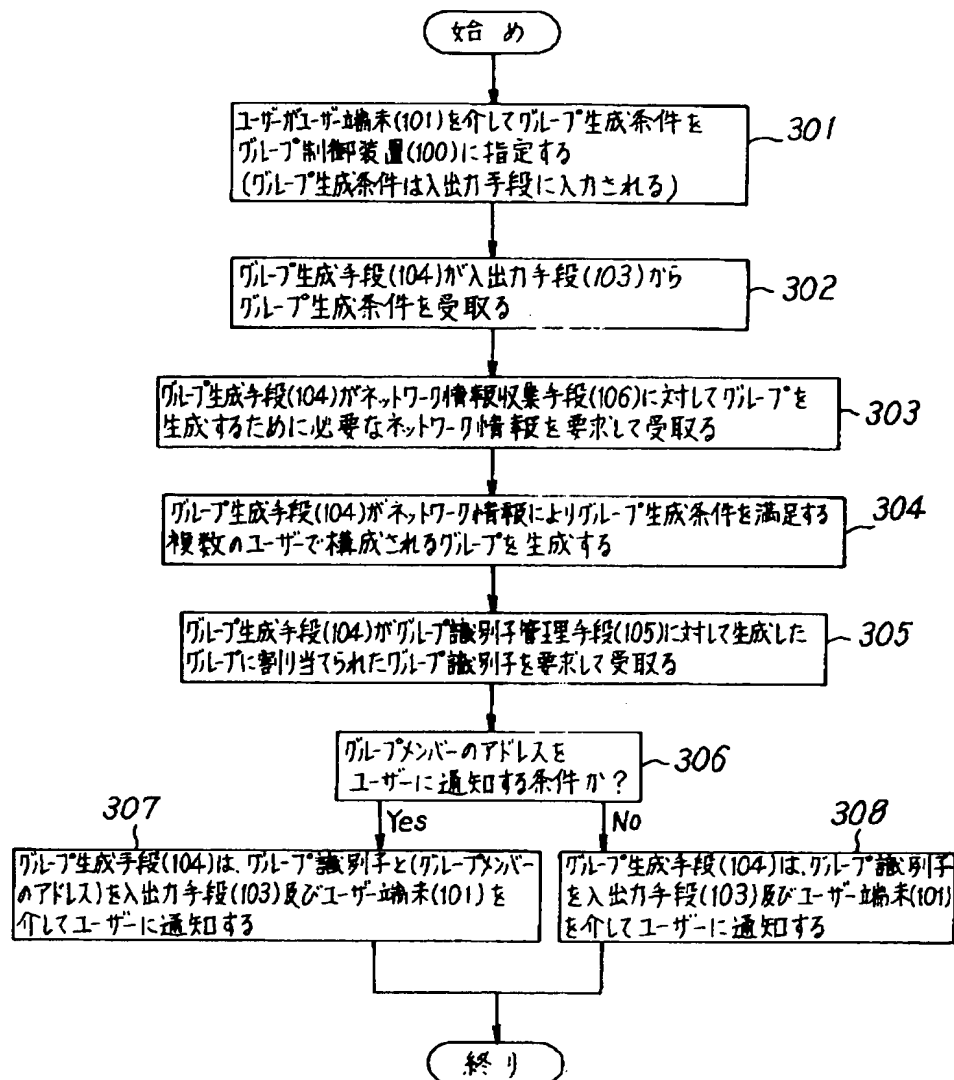 始め
ユーザーがユーザー端末(101)を介してグループ生成条件を
グループ制御装置(100)に指定する
(グループ生成条件は入出力手段に入力される)
301
グループ生成手段(104)が入出力手段(103)から
グループ生成条件を受取る
302
グループ生成手段(104)がネットワーク情報収集手段(106)に対してグループを
生成するために必要なネットワーク情報を要求して受取る
303
グループ生成手段(104)がネットワーク情報によりグループ生成条件を満足する
複数のユーザーで構成されるグループを生成する
304
グループ生成手段(104)がグループ識別子管理手段(105)に対して生成した
グループに割り当てられたグループ識別子を要求して受取る
305
グループメンバーのアドレスを
ユーザーに通知する条件か?
306
307
Yes
No
308
グループ生成手段(104)は、グループ識別子と(グループメンバー
のアドレス)を入出力手段(103)及びユーザー端末(101)を
介してユーザーに通知する
グループ生成手段(104)は、グループ識別子
を入出力手段(103)及びユーザー端末(101)
を介してユーザーに通知する
終り